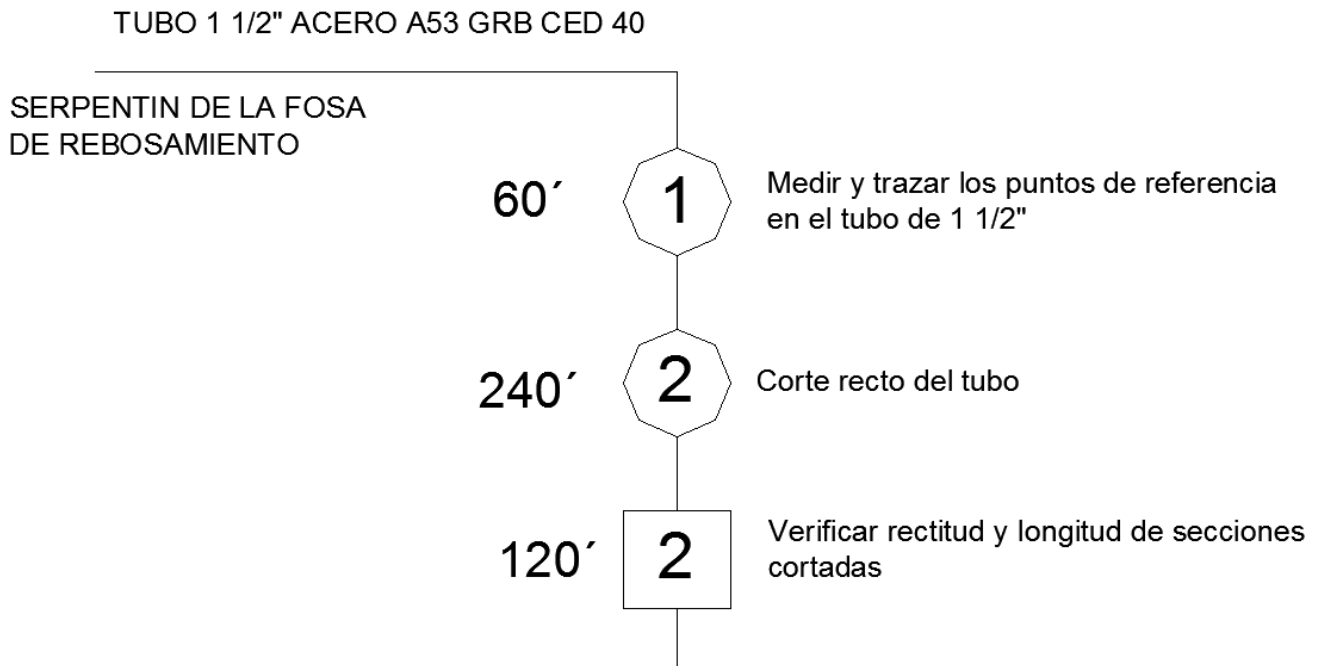 TUBO 1 1/2" ACERO A53 GRB CED 40
SERPENTIN DE LA FOSA
DE REBOSAMIENTO
60´
1
Medir y trazar los puntos de referencia
en el tubo de 1 1/2"
240´
2
Corte recto del tubo
120´
2
Verificar rectitud y longitud de secciones
cortadas